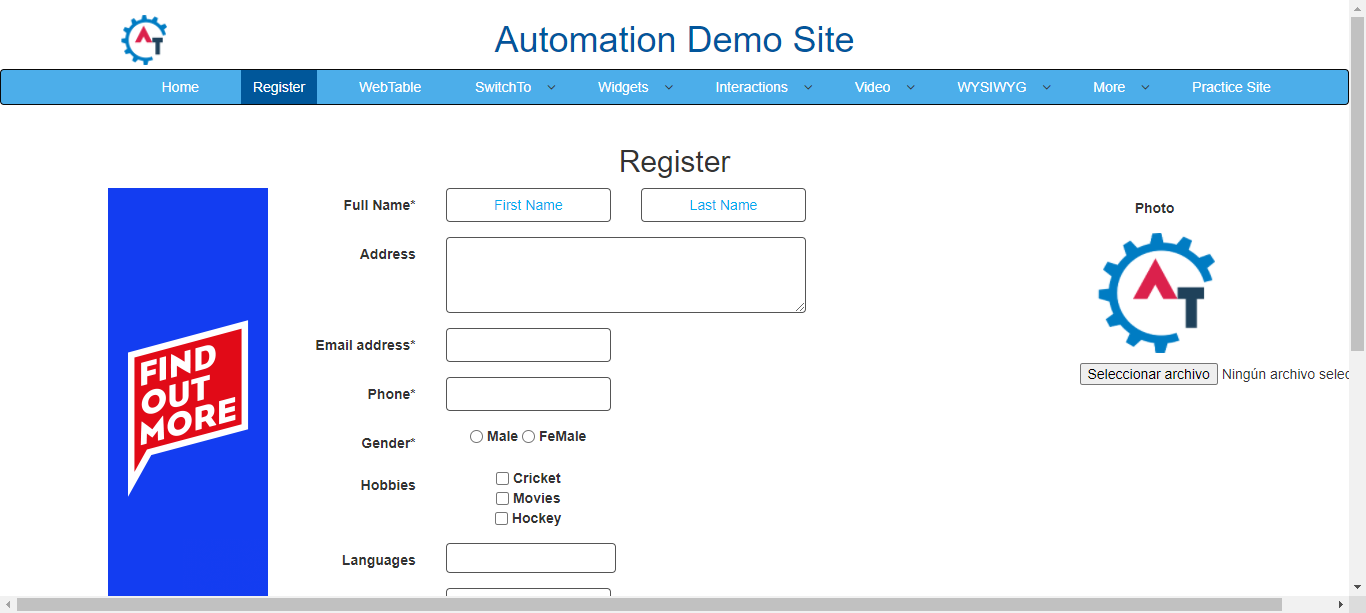 Automation Demo Site
Home Register WebTable SwitchTo Widgets Interactions Video WYSIWYG More Practice Site
Register
Full Name* First Name Last Name
Photo
Address
AT
Email address*
FIND
OUT
MORE
Seleccionar archivo Ningún archivo selec
Phone*
Gender* Male FeMale
Hobbies Cricket
Movies
Hockey
Languages